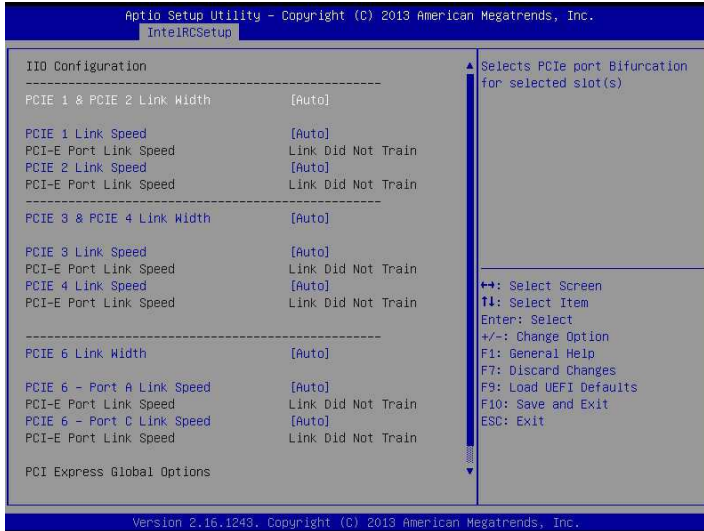 Aptio Setup Utility – Copyright (C) 2013 American Megatrends, Inc.
IntelRCSetup
IIO Configuration
PCIE 1 & PCIE 2 Link Width [Auto]
PCIE 1 Link Speed [Auto]
PCI-E Port Link Speed Link Did Not Train
PCIE 2 Link Speed [Auto]
PCI-E Port Link Speed Link Did Not Train
PCIE 3 & PCIE 4 Link Width [Auto]
PCIE 3 Link Speed [Auto]
PCI-E Port Link Speed Link Did Not Train
PCIE 4 Link Speed [Auto]
PCI-E Port Link Speed Link Did Not Train
PCIE 6 Link Width [Auto]
PCIE 6 – Port A Link Speed [Auto]
PCI-E Port Link Speed Link Did Not Train
PCIE 6 – Port C Link Speed [Auto]
PCI-E Port Link Speed Link Did Not Train
PCI Express Global Options
Selects PCIe port Bifurcation
for selected slot(s)
↔: Select Screen
↑↓: Select Item
Enter: Select
+/-: Change Option
F1: General Help
F7: Discard Changes
F9: Load UEFI Defaults
F10: Save and Exit
ESC: Exit
Version 2.16.1243. Copyright (C) 2013 American Megatrends, Inc.